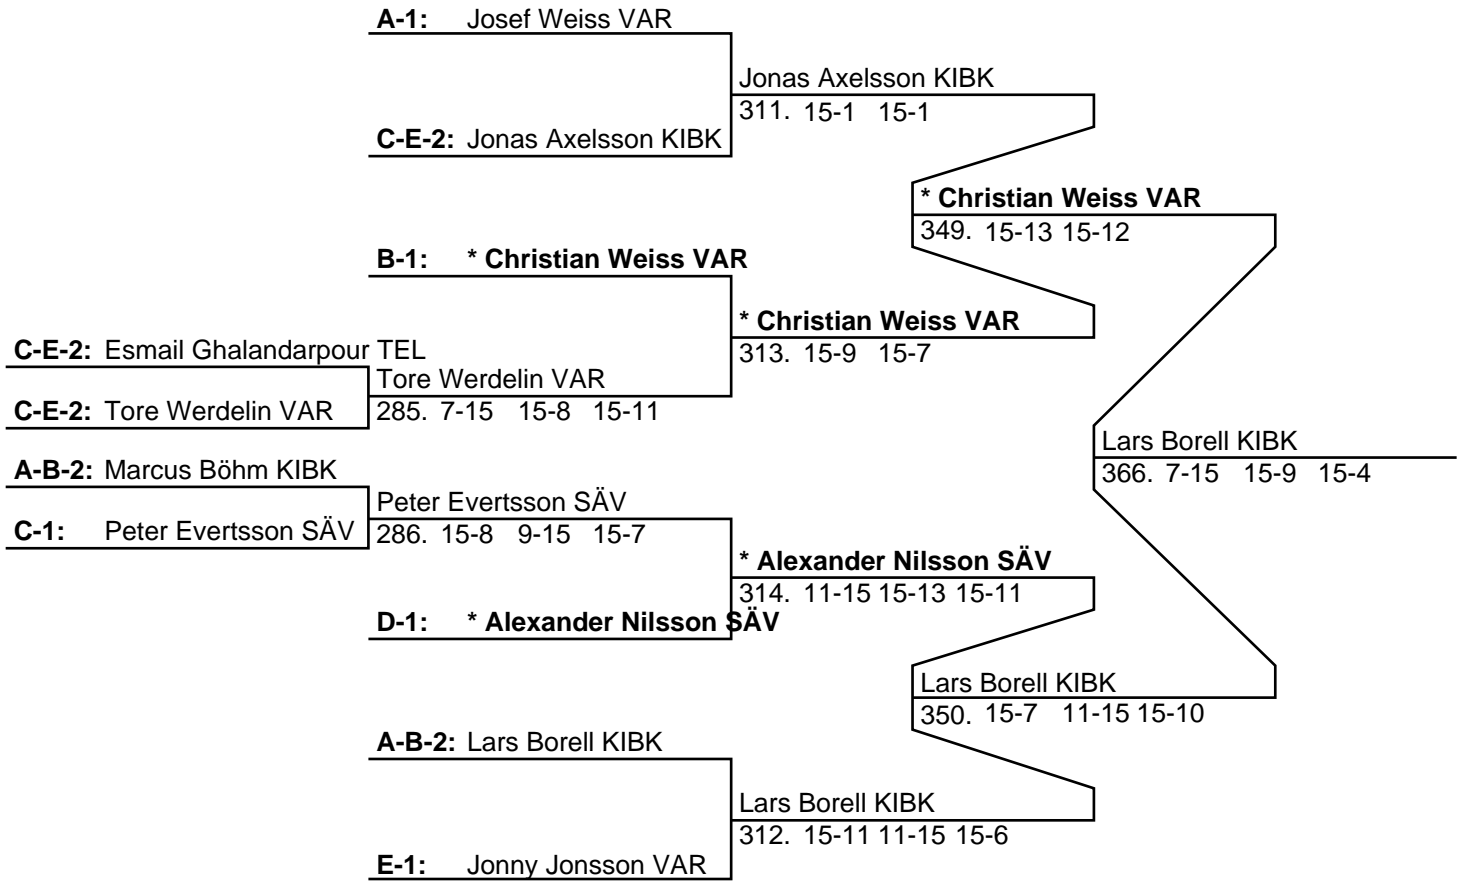 A-1: Josef Weiss VAR
Jonas Axelsson KIBK
311. 15-1 15-1
C-E-2: Jonas Axelsson KIBK
* Christian Weiss VAR
349. 15-13 15-12
B-1: * Christian Weiss VAR
* Christian Weiss VAR
313. 15-9 15-7
C-E-2: Esmail Ghalandarpour TEL
Tore Werdelin VAR
285. 7-15 15-8 15-11
C-E-2: Tore Werdelin VAR
Lars Borell KIBK
366. 7-15 15-9 15-4
A-B-2: Marcus Böhm KIBK
Peter Evertsson SÄV
286. 15-8 9-15 15-7
C-1: Peter Evertsson SÄV
* Alexander Nilsson SÄV
314. 11-15 15-13 15-11
D-1: * Alexander Nilsson SÄV
Lars Borell KIBK
350. 15-7 11-15 15-10
A-B-2: Lars Borell KIBK
Lars Borell KIBK
312. 15-11 11-15 15-6
E-1: Jonny Jonsson VAR